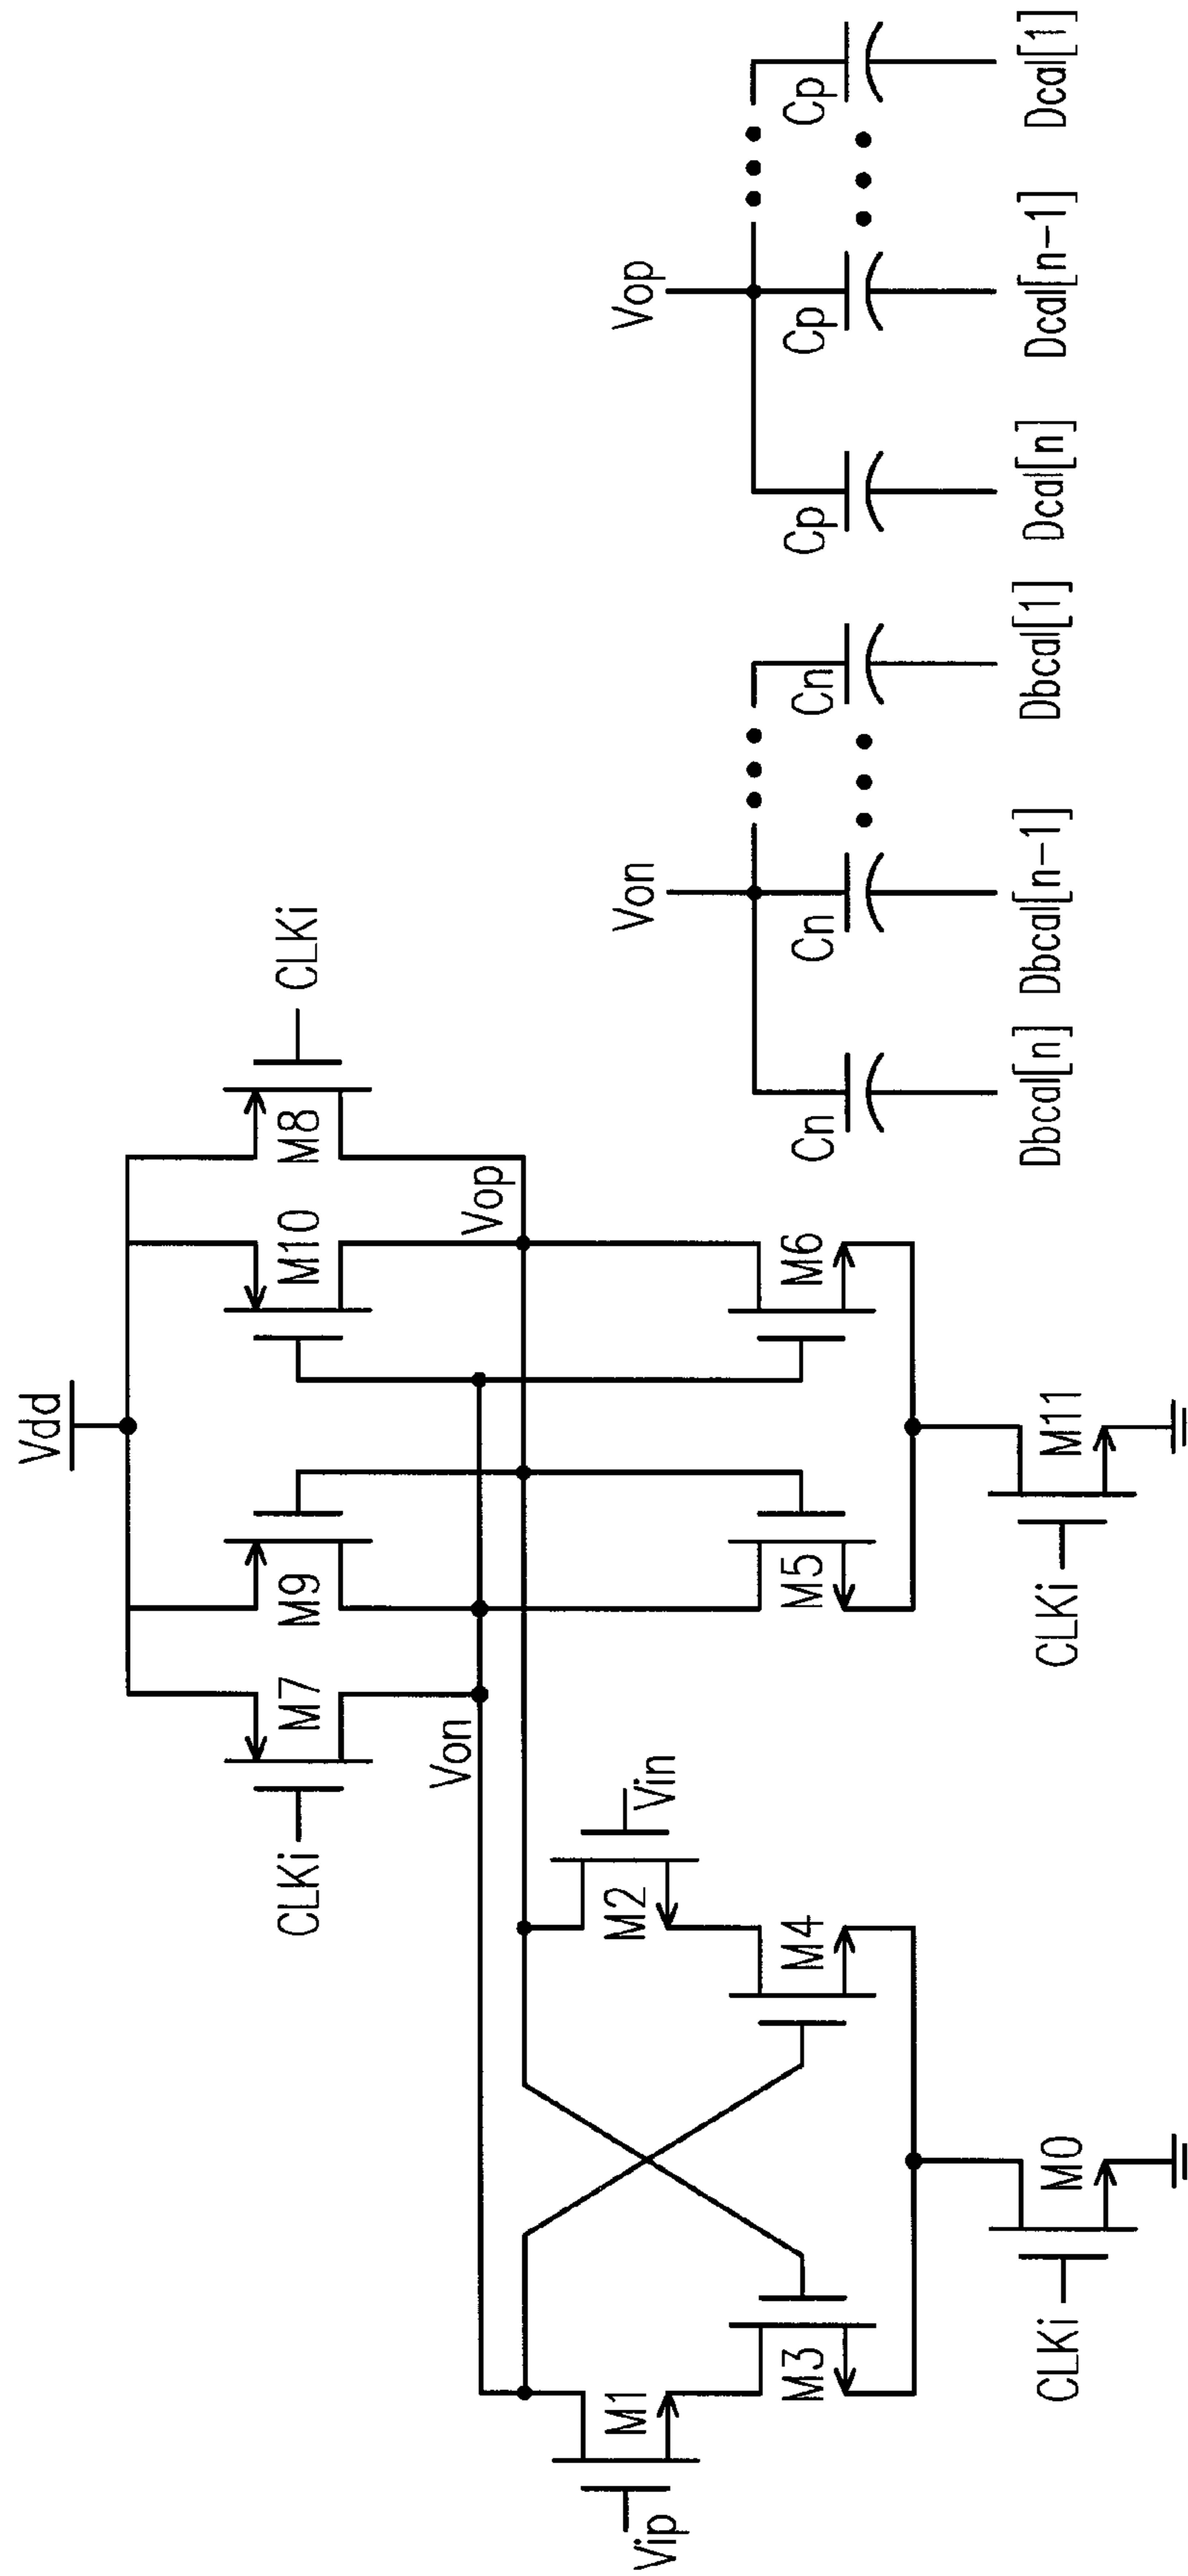 Vdd
CLKi
M7
M9
M10
M8
CLKi
Von
Vop
Vip
M1
M2
Vin
M3
M4
M5
M6
CLKi
M0
CLKi
M11
Von
Vop
Cn
Cn
Cn
Cp
Cp
Cp
Dbcal[n]
Dbcal[n-1]
Dbcal[1]
Dcal[n]
Dcal[n-1]
Dcal[1]